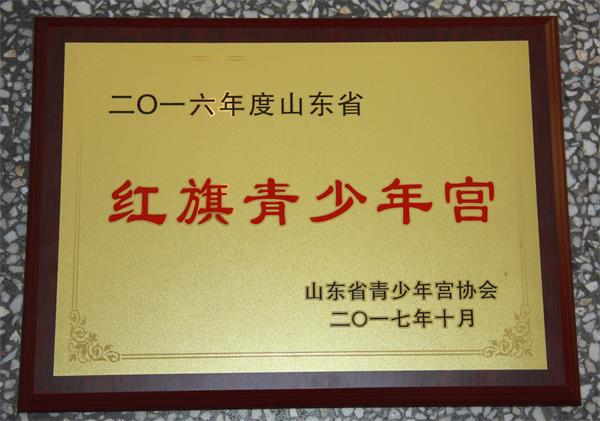 二〇一六年度山东省
红旗青少年宫
山东省青少年宫协会
二〇一七年十月